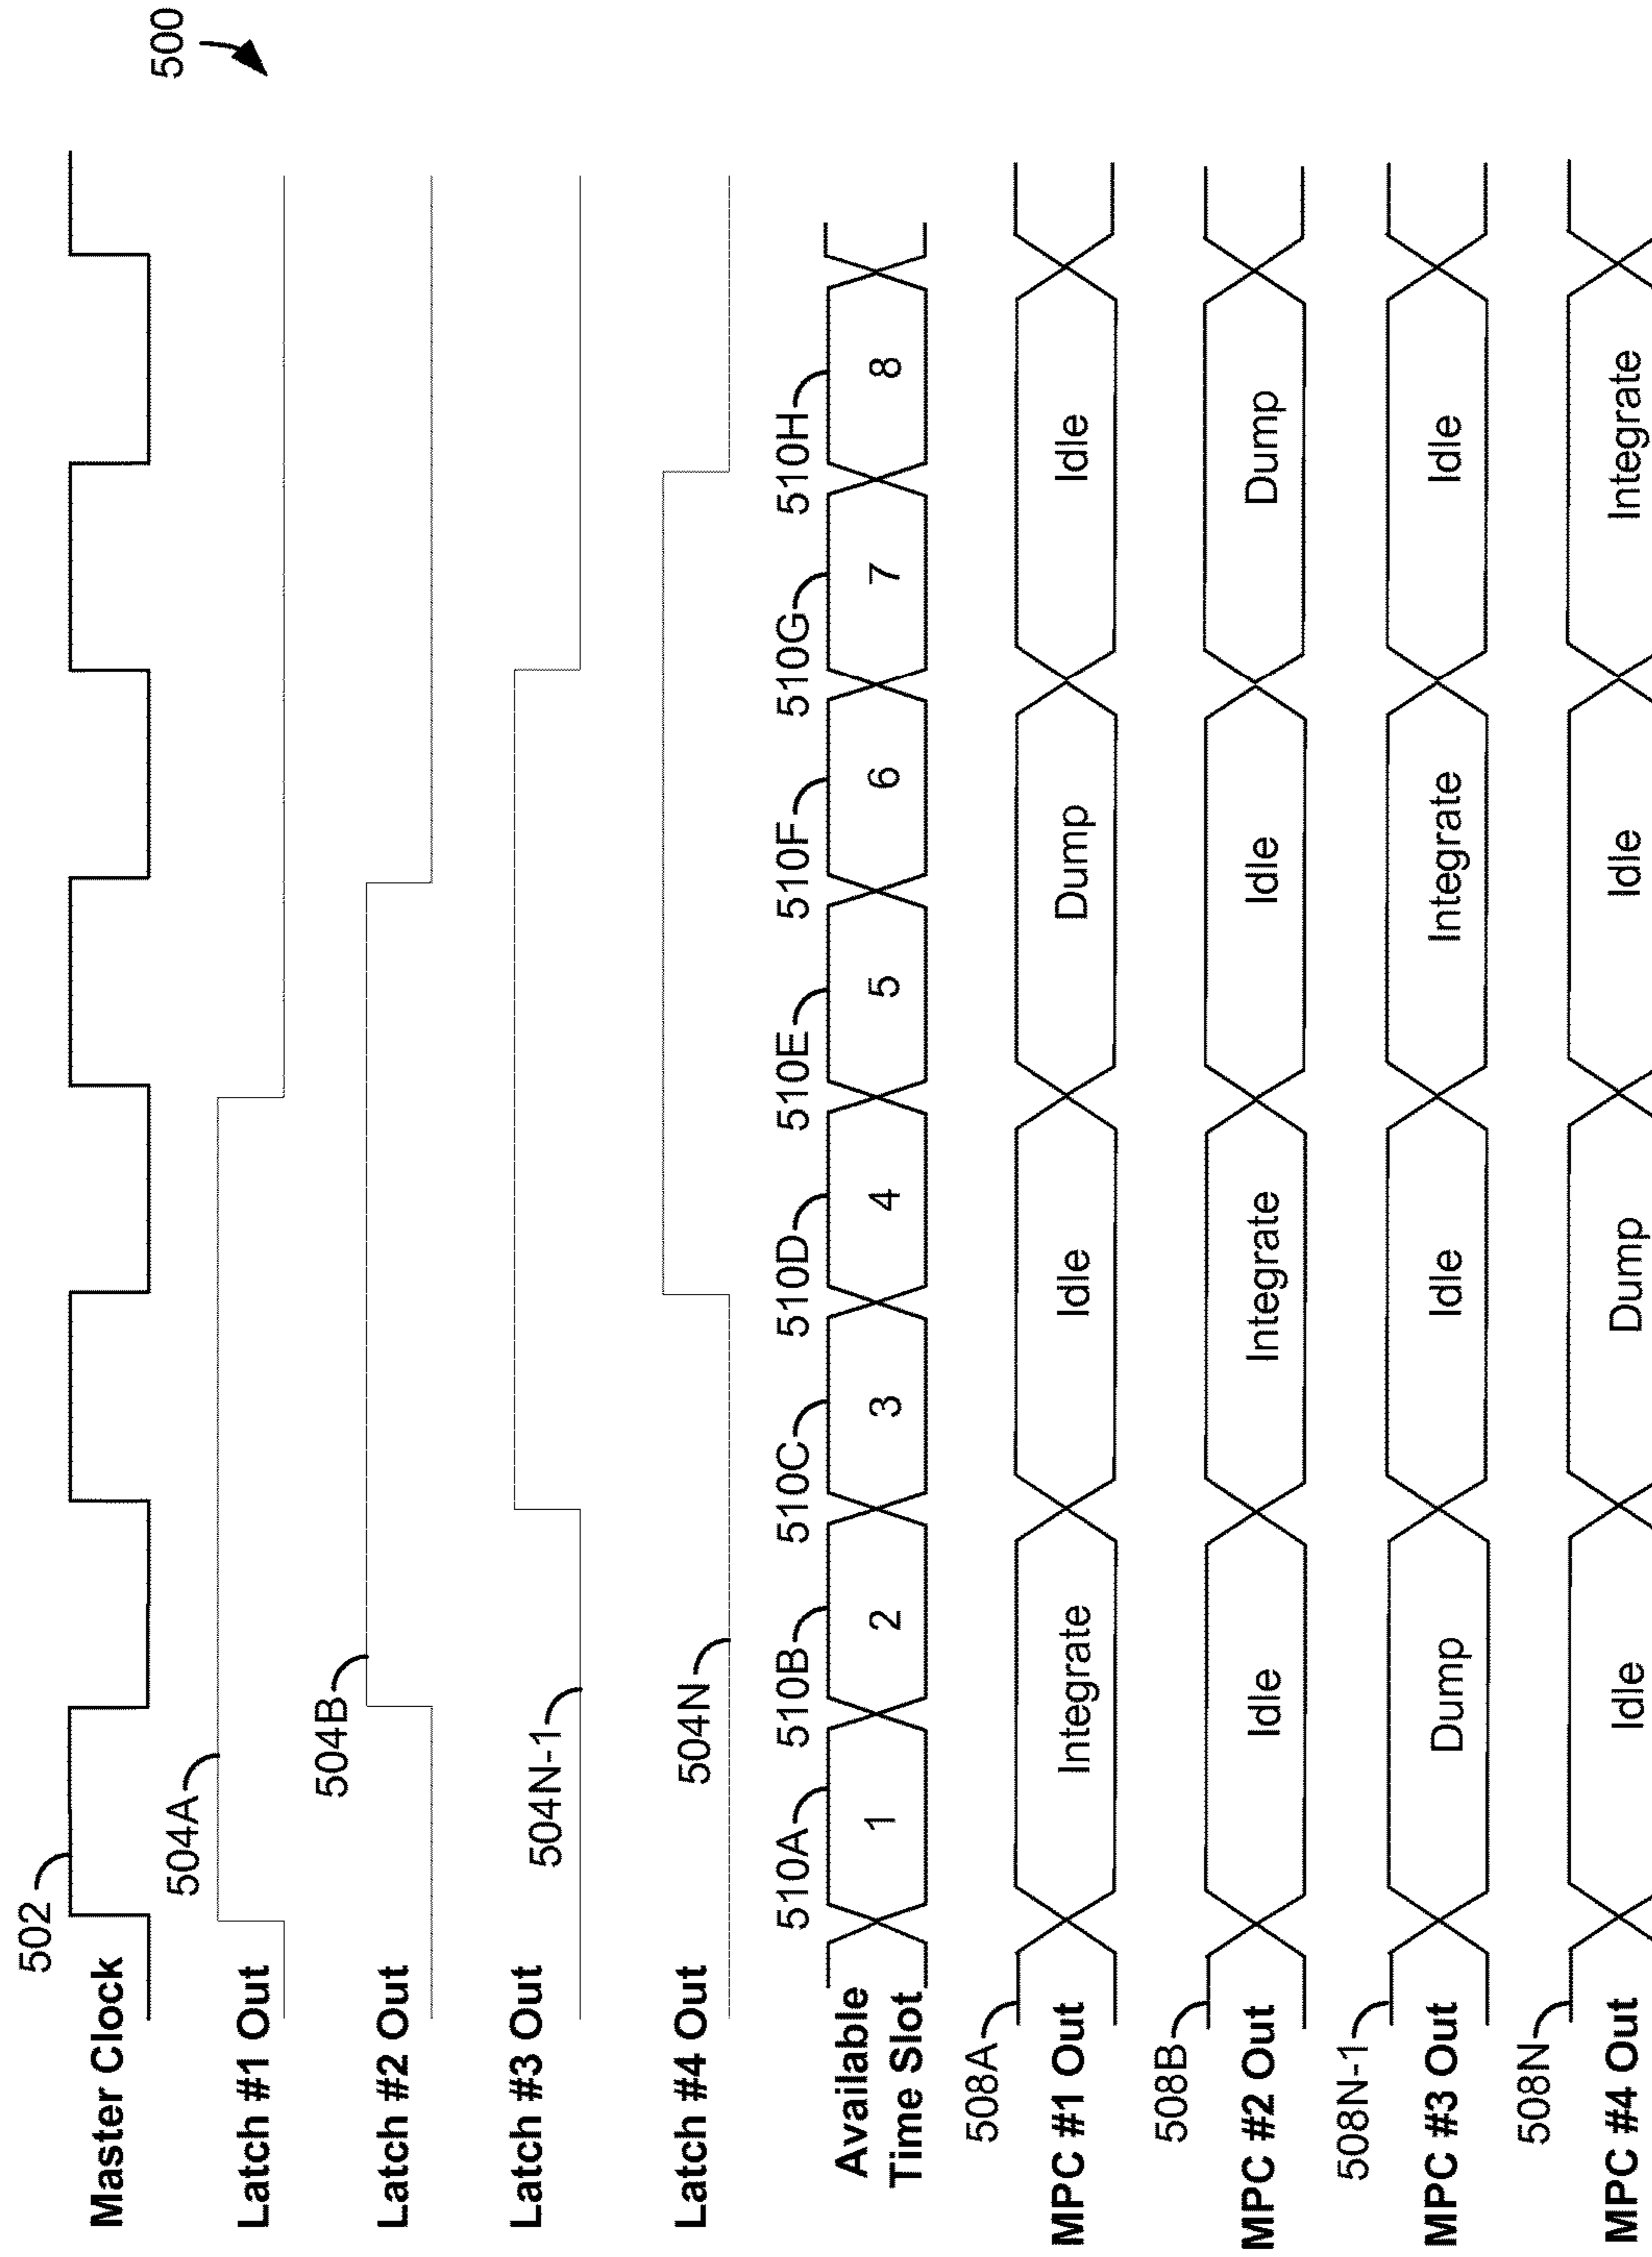 500
502
Master Clock
504A
Latch #1 Out
504B
Latch #2 Out
504N-1
Latch #3 Out
504N
Latch #4 Out
510A 510B 510C 510D 510E 510F 510G 510H
Available
Time Slot
1 2 3 4 5 6 7 8
508A
MPC #1 Out
Integrate Idle Dump Idle
508B
MPC #2 Out
Idle Integrate Idle Dump
508N-1
MPC #3 Out
Dump Idle Integrate Idle
508N
MPC #4 Out
Idle Dump Idle Integrate